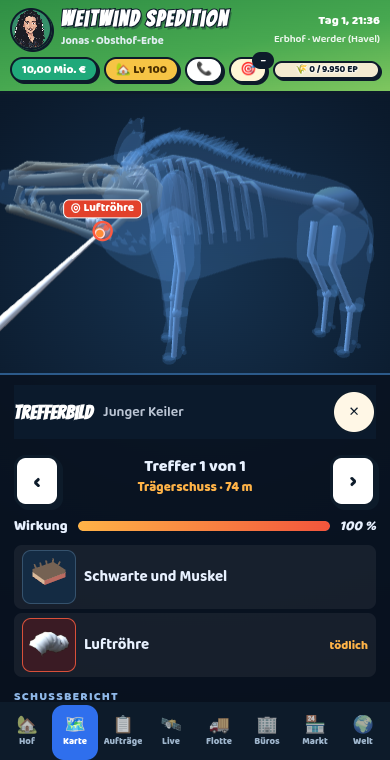 WEITWIND SPEDITION
Jonas · Obsthof-Erbe
Tag 1, 21:36
Erbhof · Werder (Havel)
10,00 Mio. €
Lv 100
–
0 / 9.950 EP
Luftröhre
TREFFERBILD Junger Keiler
×
‹
Treffer 1 von 1
Trägerschuss · 74 m
›
Wirkung 100 %
Schwarte und Muskel
Luftröhre tödlich
SCHUSSBERICHT
Hof Karte Aufträge Live Flotte Büros Markt Welt